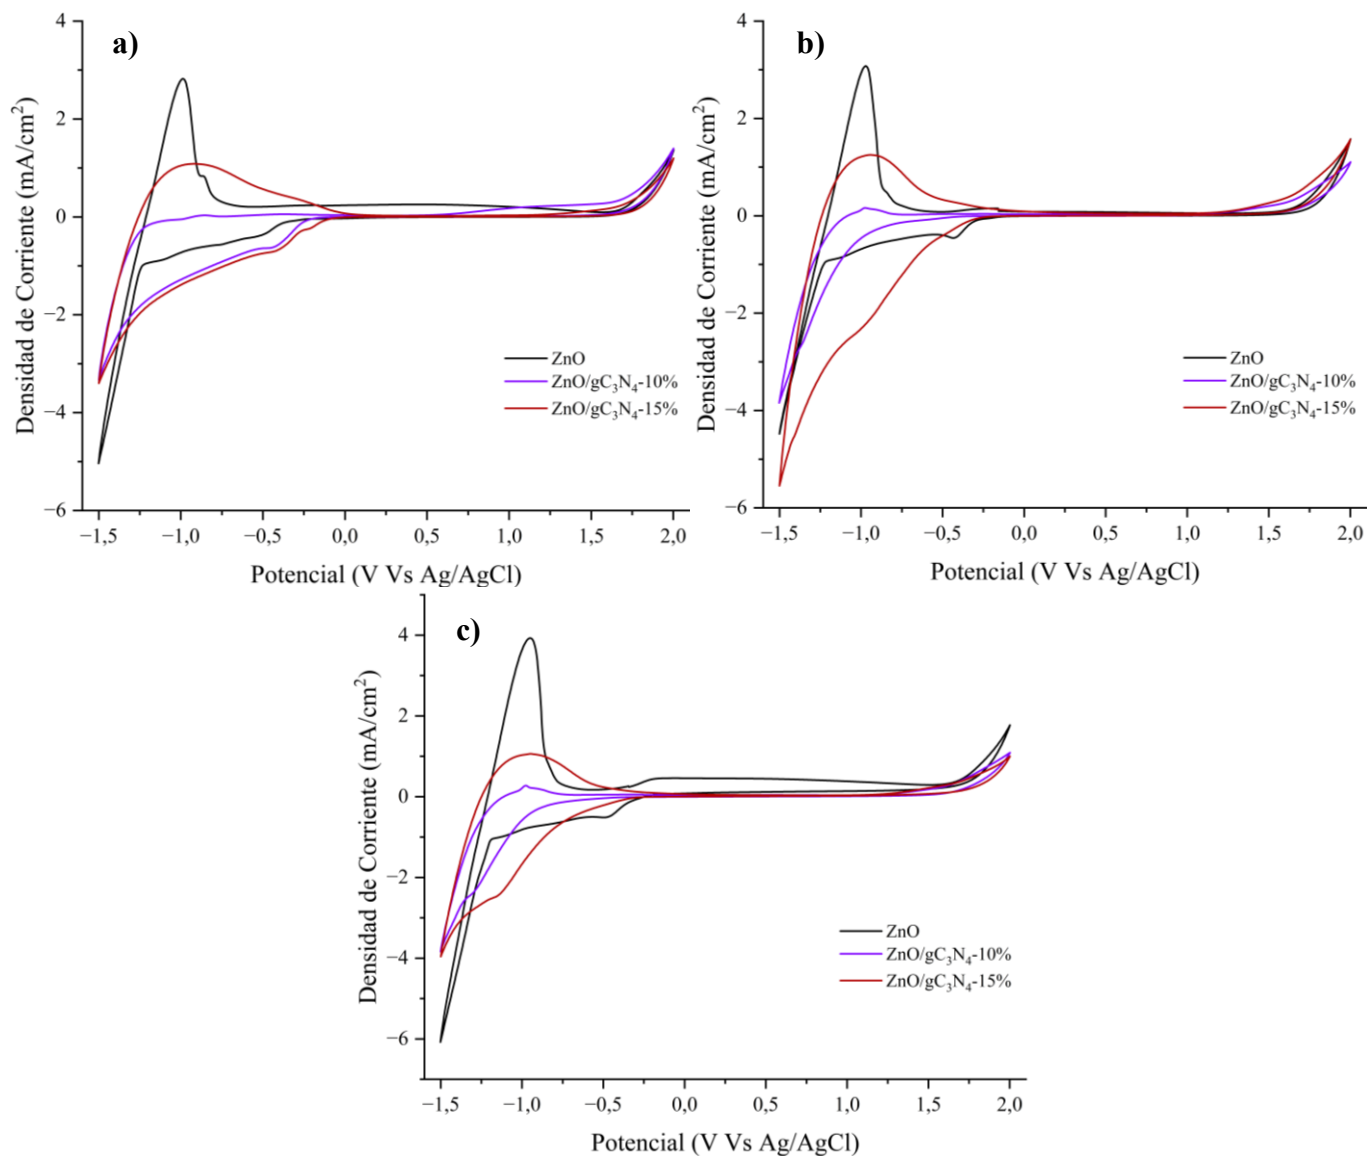 a)
4
2
0
−2
−4
−6
Densidad de Corriente (mA/cm²)
ZnO
ZnO/gC₃N₄-10%
ZnO/gC₃N₄-15%
−1,5 −1,0 −0,5 0,0 0,5 1,0 1,5 2,0
Potencial (V Vs Ag/AgCl)
b)
4
2
0
−2
−4
−6
Densidad de Corriente (mA/cm²)
ZnO
ZnO/gC₃N₄-10%
ZnO/gC₃N₄-15%
−1,5 −1,0 −0,5 0,0 0,5 1,0 1,5 2,0
Potencial (V Vs Ag/AgCl)
c)
4
2
0
−2
−4
−6
Densidad de Corriente (mA/cm²)
ZnO
ZnO/gC₃N₄-10%
ZnO/gC₃N₄-15%
−1,5 −1,0 −0,5 0,0 0,5 1,0 1,5 2,0
Potencial (V Vs Ag/AgCl)